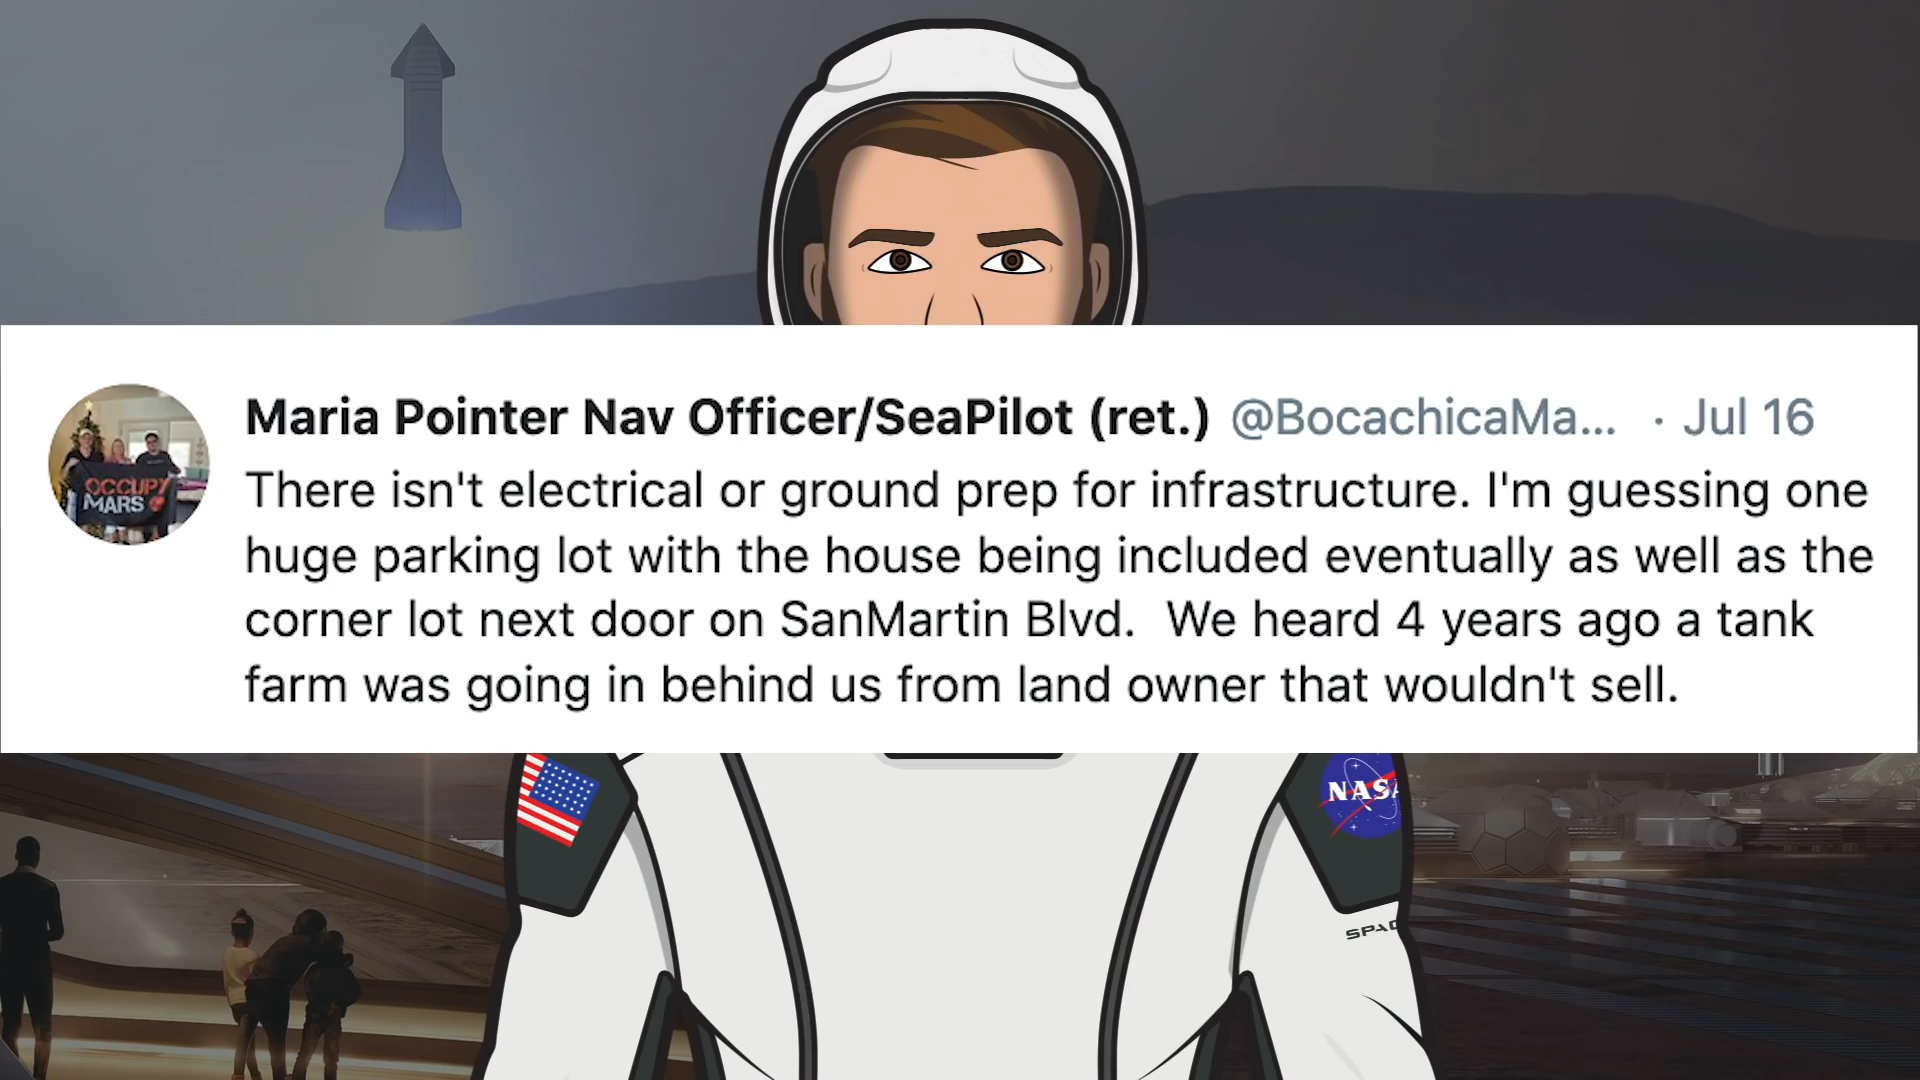 Maria Pointer Nav Officer/SeaPilot (ret.) @BocachicaMa... · Jul 16
There isn't electrical or ground prep for infrastructure. I'm guessing one
huge parking lot with the house being included eventually as well as the
corner lot next door on SanMartin Blvd.  We heard 4 years ago a tank
farm was going in behind us from land owner that wouldn't sell.
OCCUPY
MARS
NASA
SPAC